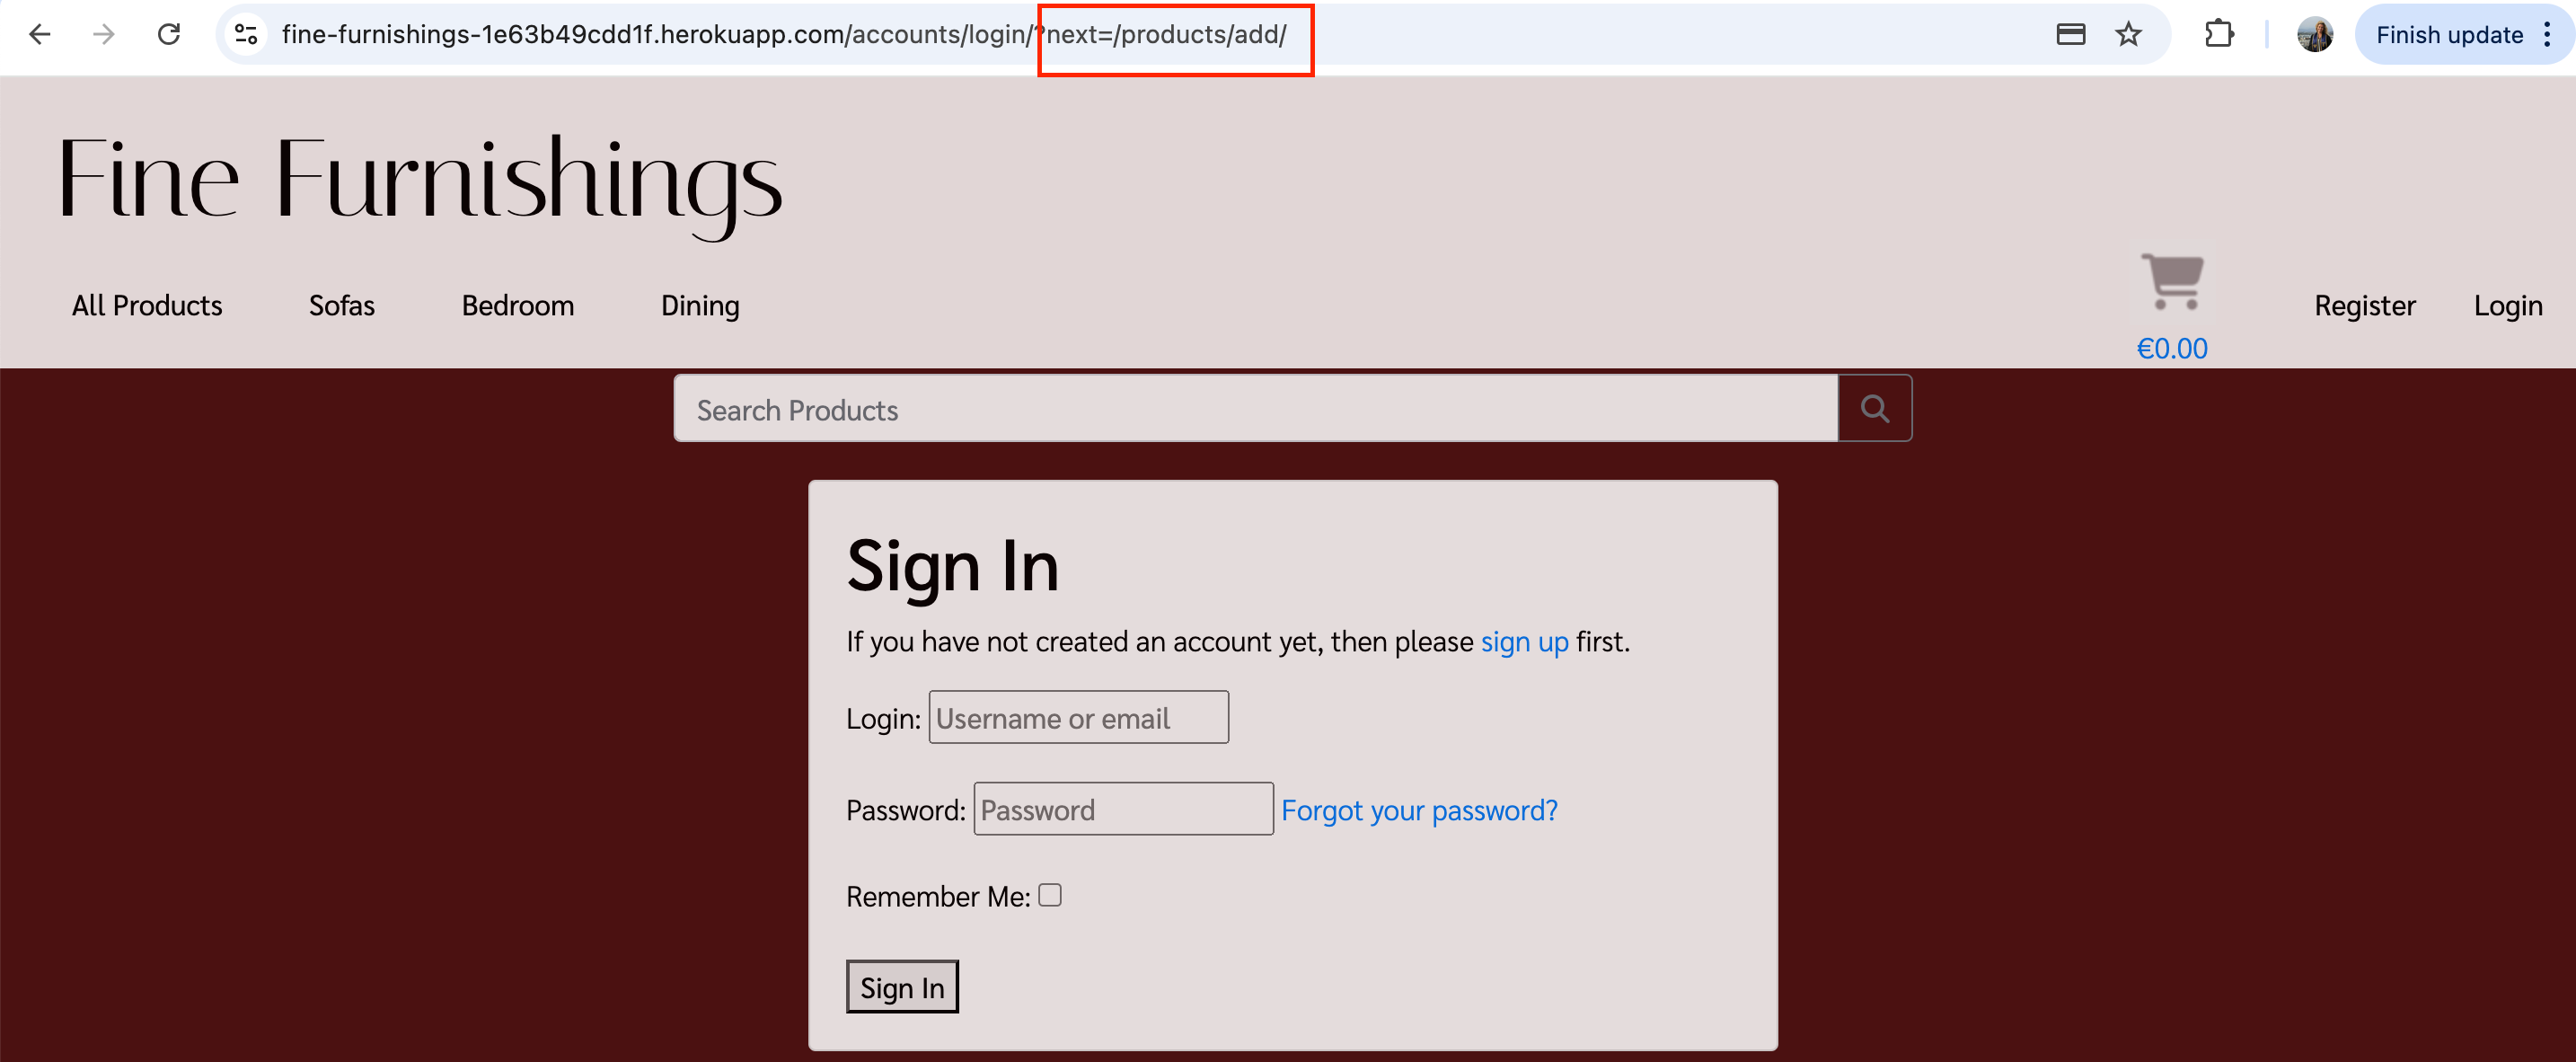 fine-furnishings-1e63b49cdd1f.herokuapp.com/accounts/login/?next=/products/add/
Finish update
Fine Furnishings
All Products Sofas Bedroom Dining Register Login
€0.00
Search Products
Sign In
If you have not created an account yet, then please sign up first.
Login: Username or email
Password: Password Forgot your password?
Remember Me:
Sign In